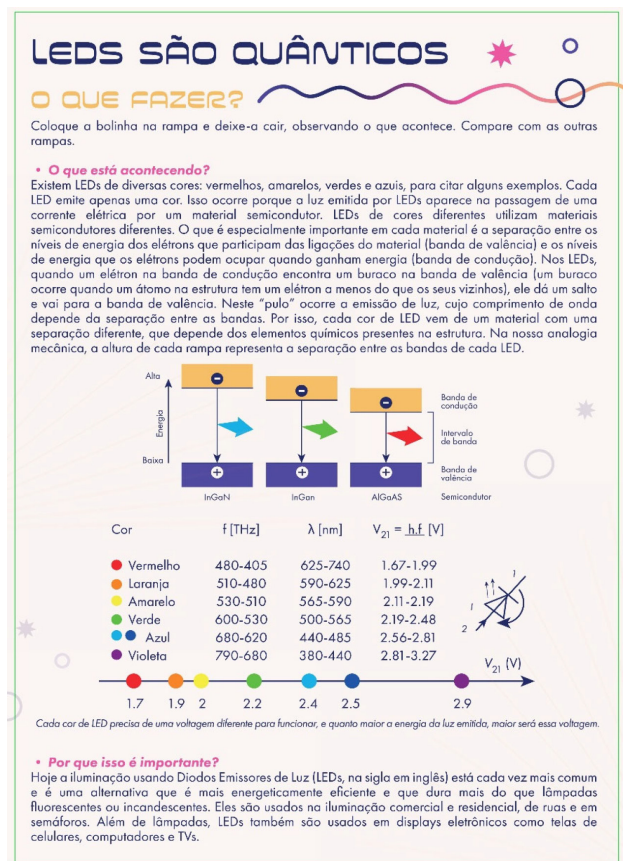 LEDS SÃO QUÂNTICOS
O QUE FAZER?
Coloque a bolinha na rampa e deixe-a cair, observando o que acontece. Compare com as outras
rampas.
• O que está acontecendo?
Existem LEDs de diversas cores: vermelhos, amarelos, verdes e azuis, para citar alguns exemplos. Cada
LED emite apenas uma cor. Isso ocorre porque a luz emitida por LEDs aparece na passagem de uma
corrente elétrica por um material semicondutor. LEDs de cores diferentes utilizam materiais
semicondutores diferentes. O que é especialmente importante em cada material é a separação entre os
níveis de energia dos elétrons que participam das ligações do material (banda de valência) e os níveis
de energia que os elétrons podem ocupar quando ganham energia (banda de condução). Nos LEDs,
quando um elétron na banda de condução encontra um buraco na banda de valência (um buraco
ocorre quando um átomo na estrutura tem um elétron a menos do que os seus vizinhos), ele dá um salto
e vai para a banda de valência. Neste “pulo” ocorre a emissão de luz, cujo comprimento de onda
depende da separação entre as bandas. Por isso, cada cor de LED vem de um material com uma
separação diferente, que depende dos elementos químicos presentes na estrutura. Na nossa analogia
mecânica, a altura de cada rampa representa a separação entre as bandas de cada LED.
Alta
Energia
Baixa
Banda de
condução
Intervalo
de banda
Banda de
valência
InGaN InGan AlGaAS Semicondutor
Cor f [THz] λ [nm] V21 = h.f [V]
Vermelho 480-405 625-740 1.67-1.99
Laranja 510-480 590-625 1.99-2.11
Amarelo 530-510 565-590 2.11-2.19
Verde 600-530 500-565 2.19-2.48
Azul 680-620 440-485 2.56-2.81
Violeta 790-680 380-440 2.81-3.27
1
1
2
V21 (V)
1.7 1.9 2 2.2 2.4 2.5 2.9
Cada cor de LED precisa de uma voltagem diferente para funcionar, e quanto maior a energia da luz emitida, maior será essa voltagem.
• Por que isso é importante?
Hoje a iluminação usando Diodos Emissores de Luz (LEDs, na sigla em inglês) está cada vez mais comum
e é uma alternativa que é mais energeticamente eficiente e que dura mais do que lâmpadas
fluorescentes ou incandescentes. Eles são usados na iluminação comercial e residencial, de ruas e em
semáforos. Além de lâmpadas, LEDs também são usados em displays eletrônicos como telas de
celulares, computadores e TVs.